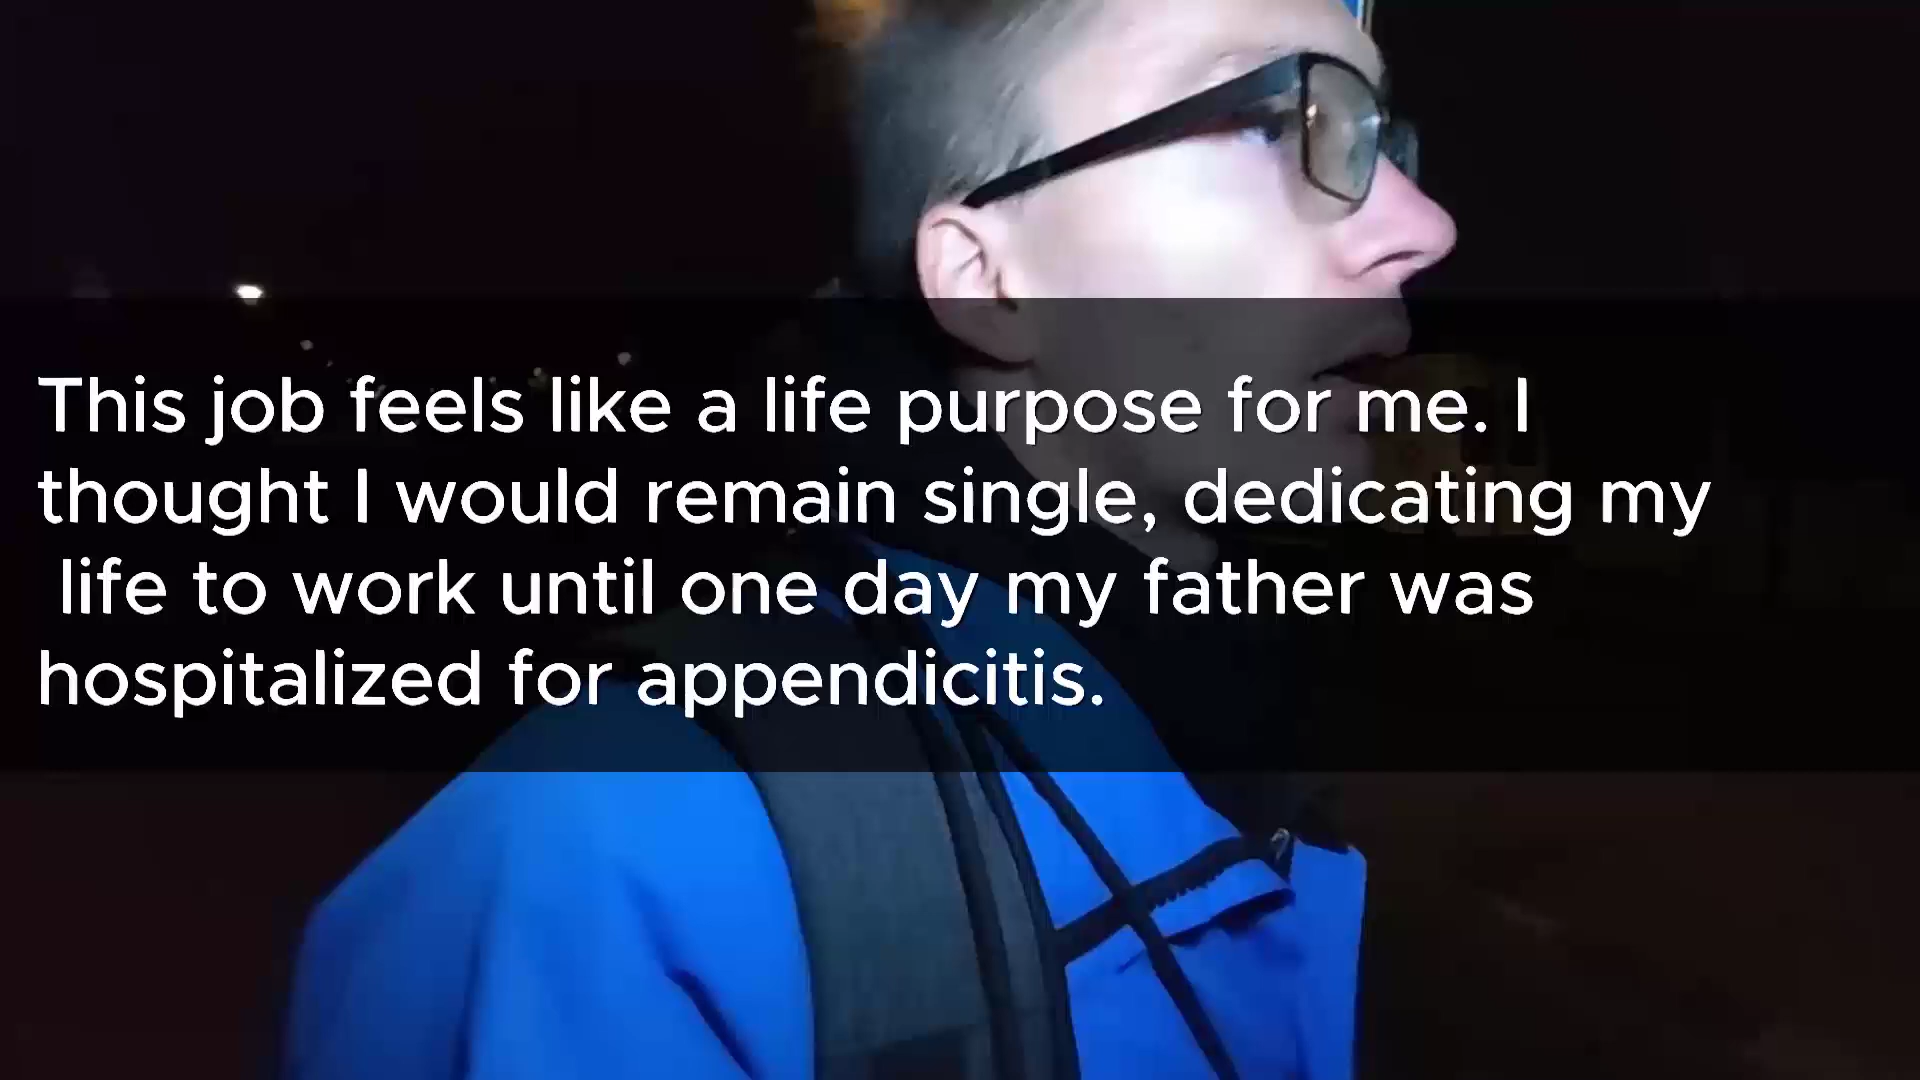 This job feels like a life purpose for me. I
thought I would remain single, dedicating my
life to work until one day my father was
hospitalized for appendicitis.